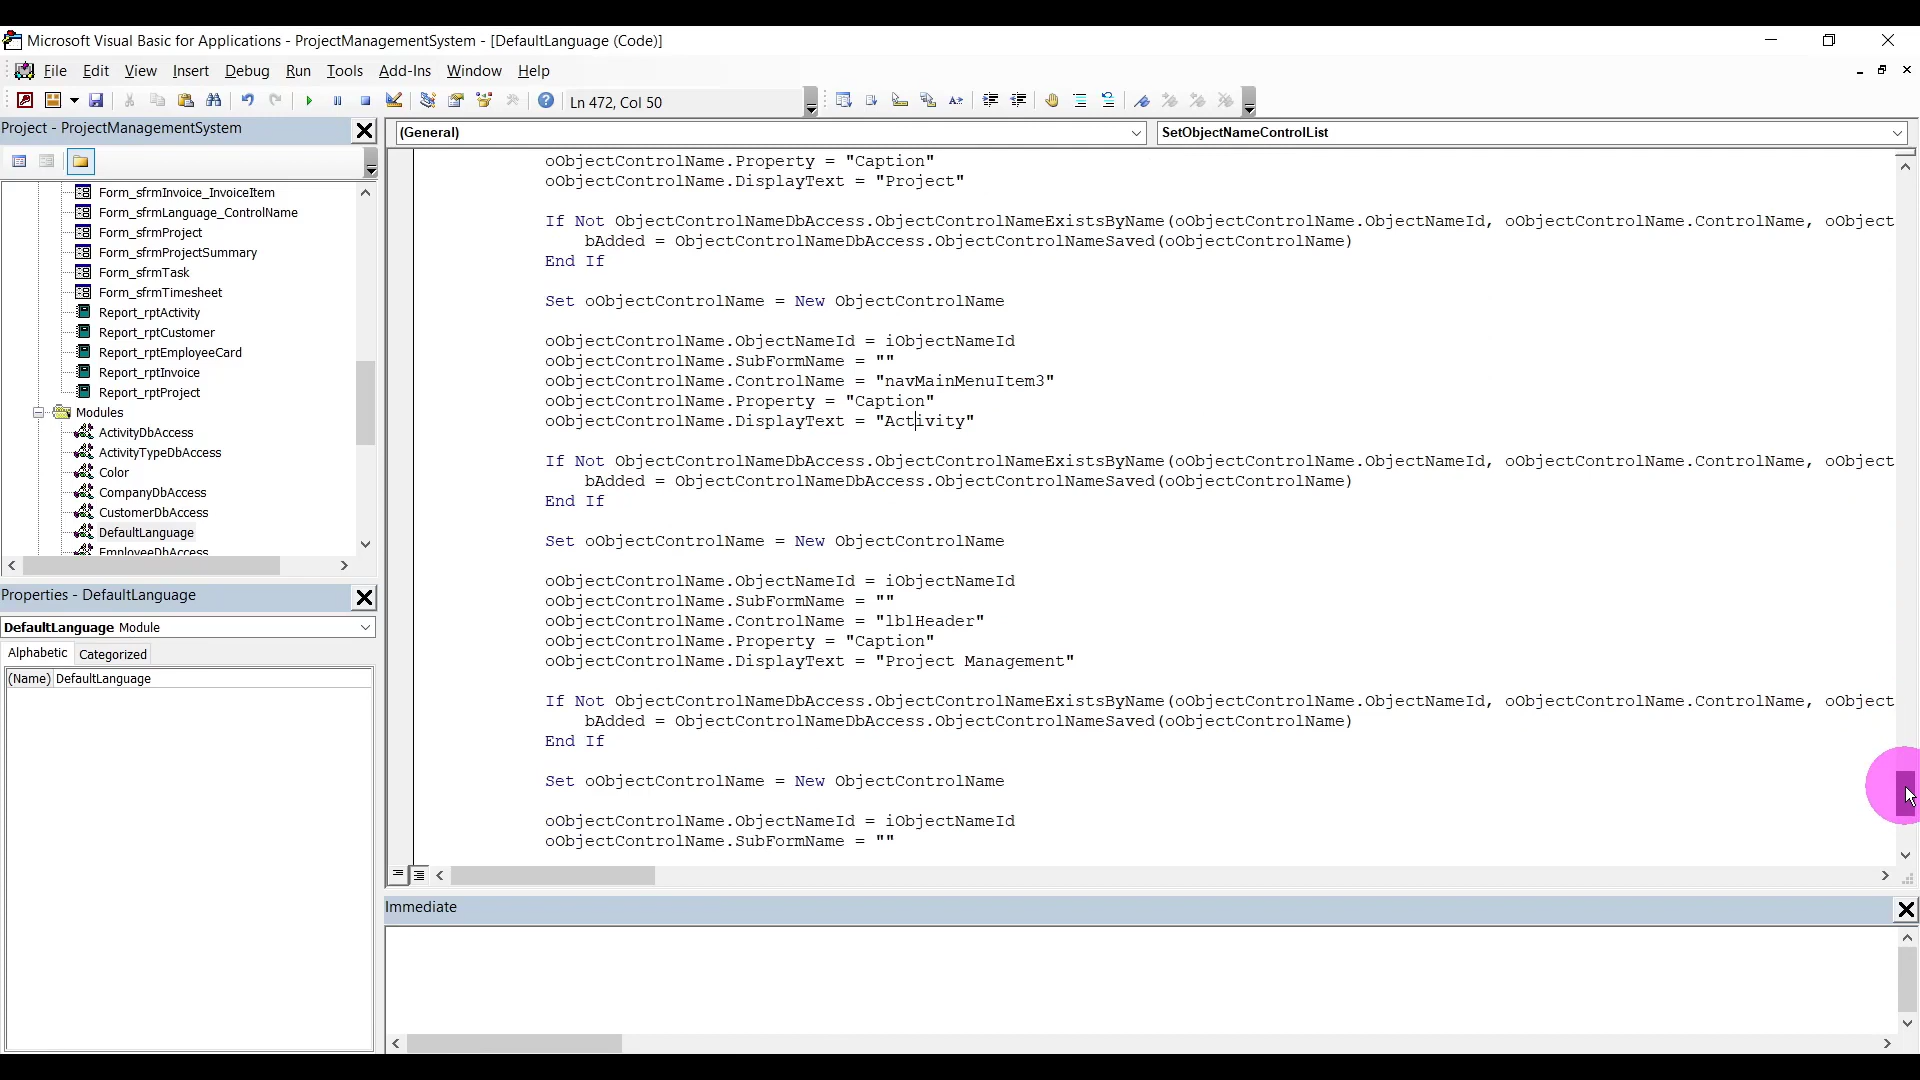 Microsoft Visual Basic for Applications - ProjectManagementSystem - [DefaultLanguage (Code)]
File Edit View Insert Debug Run Tools Add-Ins Window Help
Ln 472, Col 50
Project - ProjectManagementSystem
(General)
SetObjectNameControlList
Form_sfrmInvoice_InvoiceItem
Form_sfrmLanguage_ControlName
Form_sfrmProject
Form_sfrmProjectSummary
Form_sfrmTask
Form_sfrmTimesheet
Report_rptActivity
Report_rptCustomer
Report_rptEmployeeCard
Report_rptInvoice
Report_rptProject
Modules
ActivityDbAccess
ActivityTypeDbAccess
Color
CompanyDbAccess
CustomerDbAccess
DefaultLanguage
EmployeeDbAccess
Properties - DefaultLanguage
DefaultLanguage Module
Alphabetic Categorized
(Name) DefaultLanguage
oObjectControlName.Property = "Caption"
oObjectControlName.DisplayText = "Project"
If Not ObjectControlNameDbAccess.ObjectControlNameExistsByName(oObjectControlName.ObjectNameId, oObjectControlName.ControlName, oObject
bAdded = ObjectControlNameDbAccess.ObjectControlNameSaved(oObjectControlName)
End If
Set oObjectControlName = New ObjectControlName
oObjectControlName.ObjectNameId = iObjectNameId
oObjectControlName.SubFormName = ""
oObjectControlName.ControlName = "navMainMenuItem3"
oObjectControlName.Property = "Caption"
oObjectControlName.DisplayText = "Activity"
If Not ObjectControlNameDbAccess.ObjectControlNameExistsByName(oObjectControlName.ObjectNameId, oObjectControlName.ControlName, oObject
bAdded = ObjectControlNameDbAccess.ObjectControlNameSaved(oObjectControlName)
End If
Set oObjectControlName = New ObjectControlName
oObjectControlName.ObjectNameId = iObjectNameId
oObjectControlName.SubFormName = ""
oObjectControlName.ControlName = "lblHeader"
oObjectControlName.Property = "Caption"
oObjectControlName.DisplayText = "Project Management"
If Not ObjectControlNameDbAccess.ObjectControlNameExistsByName(oObjectControlName.ObjectNameId, oObjectControlName.ControlName, oObject
bAdded = ObjectControlNameDbAccess.ObjectControlNameSaved(oObjectControlName)
End If
Set oObjectControlName = New ObjectControlName
oObjectControlName.ObjectNameId = iObjectNameId
oObjectControlName.SubFormName = ""
Immediate